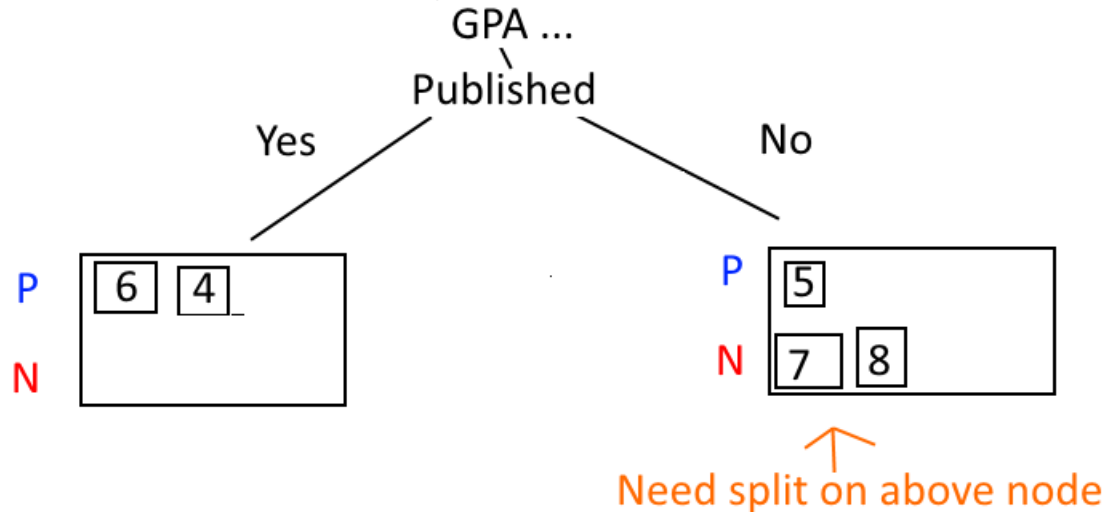 GPA ...
Published
Yes
No
P
6 4
N
P
5
N
7 8
Need split on above node